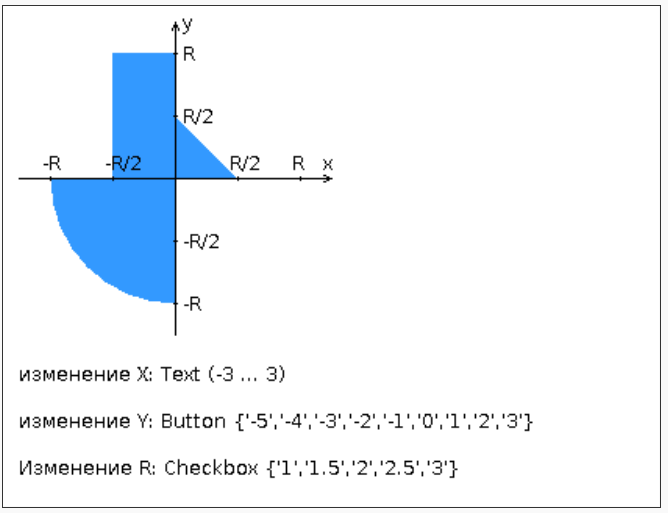 y
R
R/2
-R -R/2 R/2 R x
-R/2
-R
изменение X: Text (-3 ... 3)
изменение Y: Button {'-5','-4','-3','-2','-1','0','1','2','3'}
Изменение R: Checkbox {'1','1.5','2','2.5','3'}